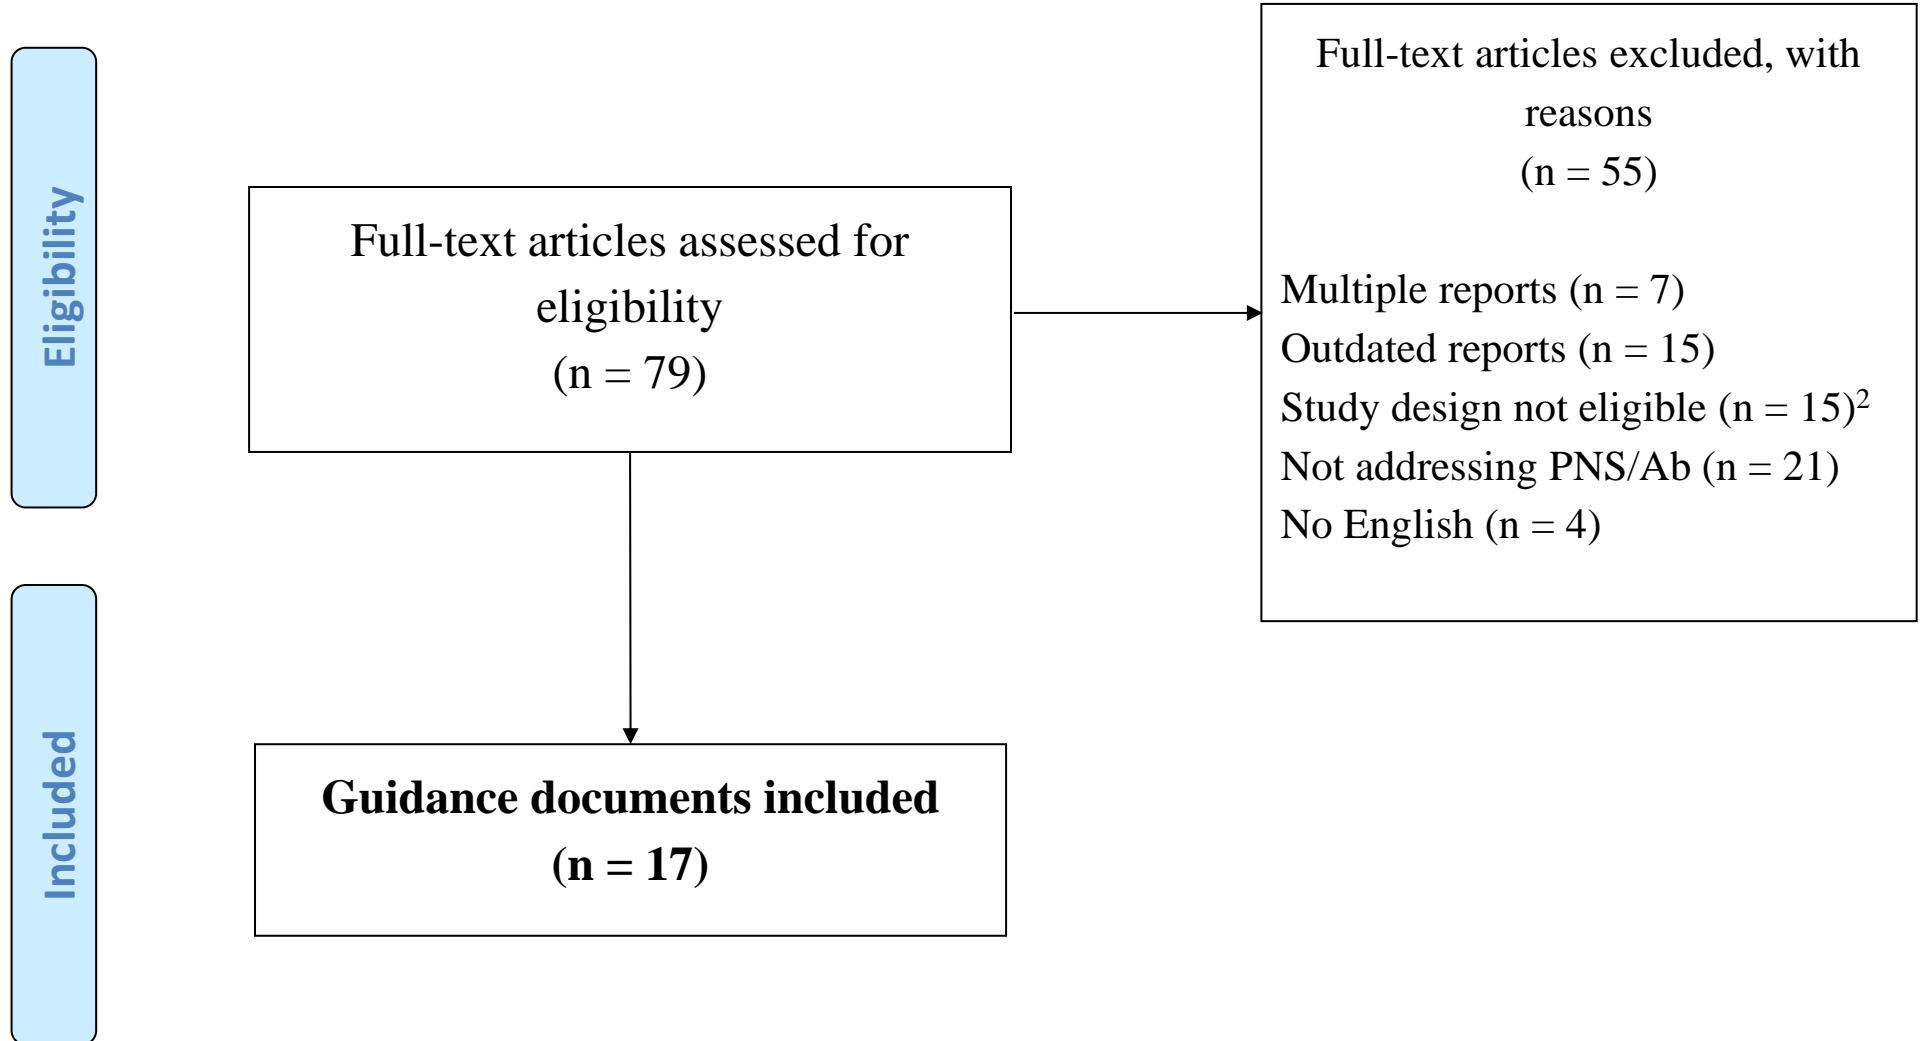 Eligibility
Full-text articles assessed for
eligibility
(n = 79)
Full-text articles excluded, with
reasons
(n = 55)
Multiple reports (n = 7)
Outdated reports (n = 15)
Study design not eligible (n = 15)²
Not addressing PNS/Ab (n = 21)
No English (n = 4)
Included
Guidance documents included
(n = 17)